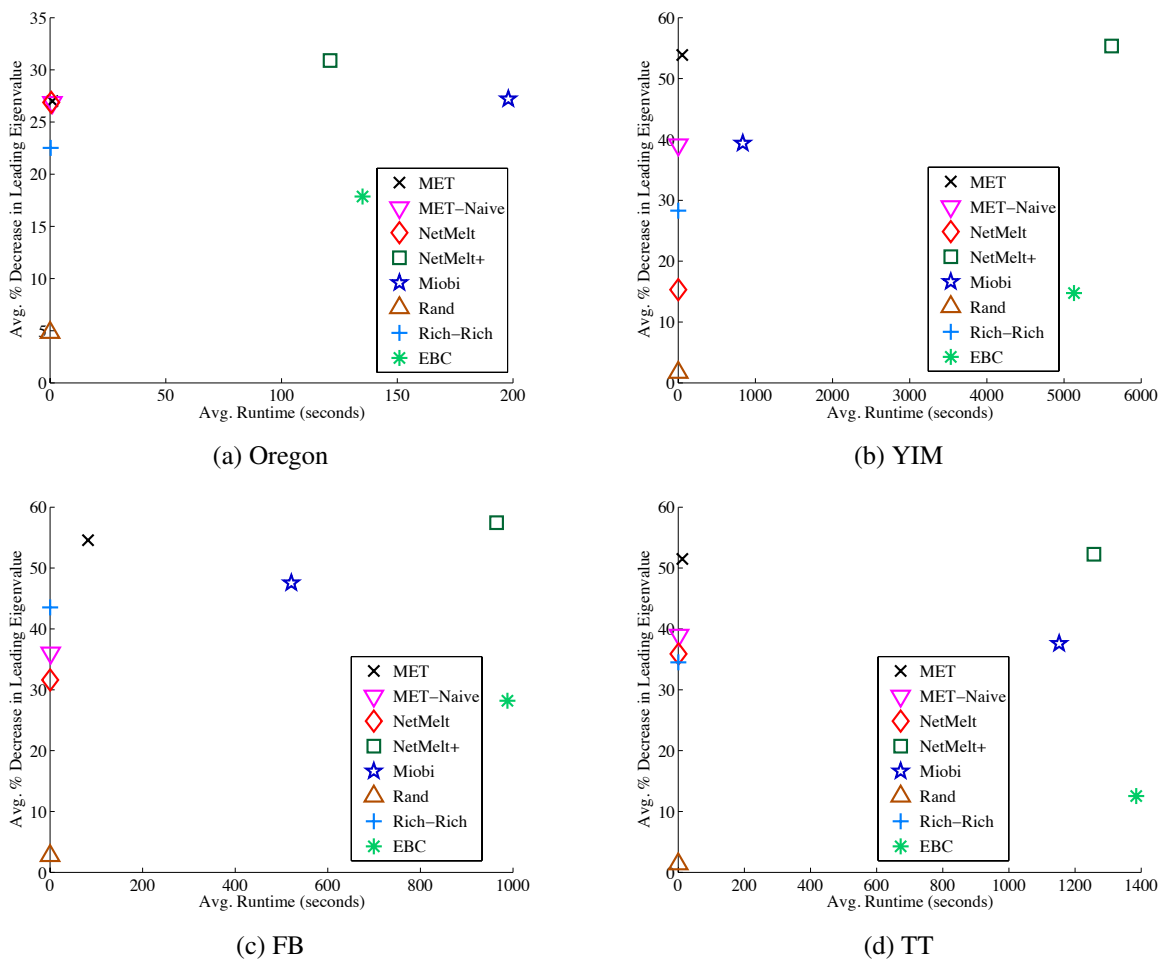 35
30
25
20
15
10
5
0
Avg. % Decrease in Leading Eigenvalue
0 50 100 150 200
Avg. Runtime (seconds)
MET
MET−Naive
NetMelt
NetMelt+
Miobi
Rand
Rich−Rich
EBC
(a) Oregon
60
50
40
30
20
10
0
Avg. % Decrease in Leading Eigenvalue
0 1000 2000 3000 4000 5000 6000
Avg. Runtime (seconds)
MET
MET−Naive
NetMelt
NetMelt+
Miobi
Rand
Rich−Rich
EBC
(b) YIM
60
50
40
30
20
10
0
Avg. % Decrease in Leading Eigenvalue
0 200 400 600 800 1000
Avg. Runtime (seconds)
MET
MET−Naive
NetMelt
NetMelt+
Miobi
Rand
Rich−Rich
EBC
(c) FB
60
50
40
30
20
10
0
Avg. % Decrease in Leading Eigenvalue
0 200 400 600 800 1000 1200 1400
Avg. Runtime (seconds)
MET
MET−Naive
NetMelt
NetMelt+
Miobi
Rand
Rich−Rich
EBC
(d) TT